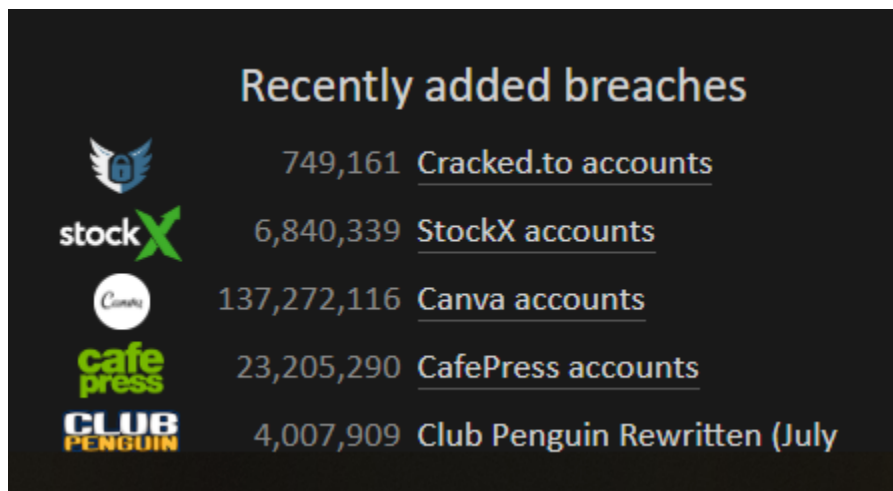 Recently added breaches
749,161 Cracked.to accounts
stockX 6,840,339 StockX accounts
Canva 137,272,116 Canva accounts
cafe
press 23,205,290 CafePress accounts
CLUB
PENGUIN 4,007,909 Club Penguin Rewritten (July